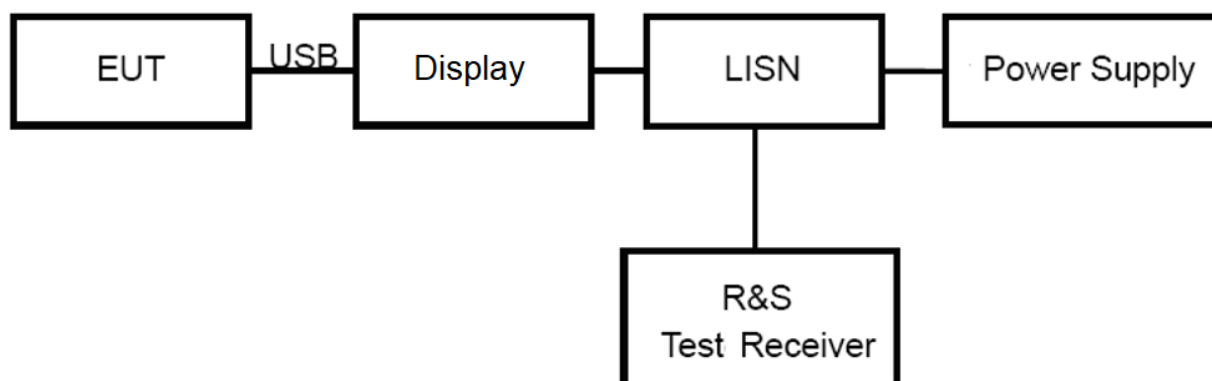 EUT
USB
Display
LISN
Power Supply
R&S
Test Receiver